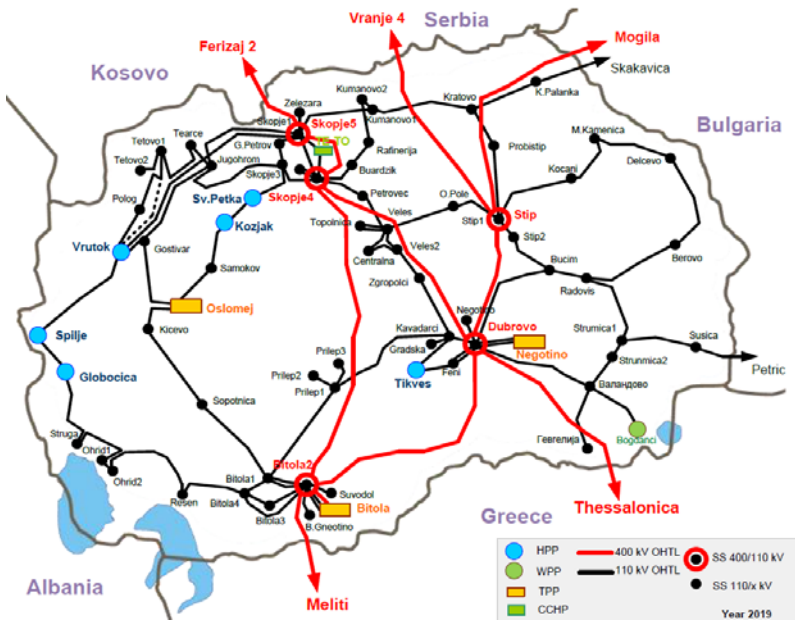 Serbia
Vranje 4
Mogila
Ferizaj 2
Skakavica
Kosovo
Kumanovo2
K.Palanka
Zelezara
Kratovo
Skopje1
Skopje5
Kumanovo1
Bulgaria
Tearce
TE-TO
Tetovo1
G.Petrov
Rafinerija
M.Kamenica
Probistip
Tetovo2
Jugohrom
Buardzik
Delcevo
Skopje3
Kocani
Sv.Petka
Skopje4
Petrovec
Polog
O.Pole
Veles
Kozjak
Topolnica
Stip1
Stip
Vrutok
Stip2
Gostivar
Veles2
Centralna
Berovo
Samokov
Bucim
Zgropolci
Radovis
Oslomej
Negotino
Kicevo
Kavadarci
Dubrovo
Strumica1
Susica
Spilje
Gradska
Negotino
Prilep3
Strunmica2
Petric
Globocica
Prilep2
Tikves
Feni
Prilep1
Валандово
Sopotnica
Bogdanci
Struga
Гевгелија
Ohrid1
Bitola2
Ohrid2
Bitola1
Suvodol
Resen
Bitola4
Bitola
Thessalonica
Bitola3
B.Gneotino
Greece
Albania
Meliti
HPP
400 kV OHTL
SS 400/110 kV
WPP
110 kV OHTL
TPP
SS 110/x kV
CCHP
Year 2019